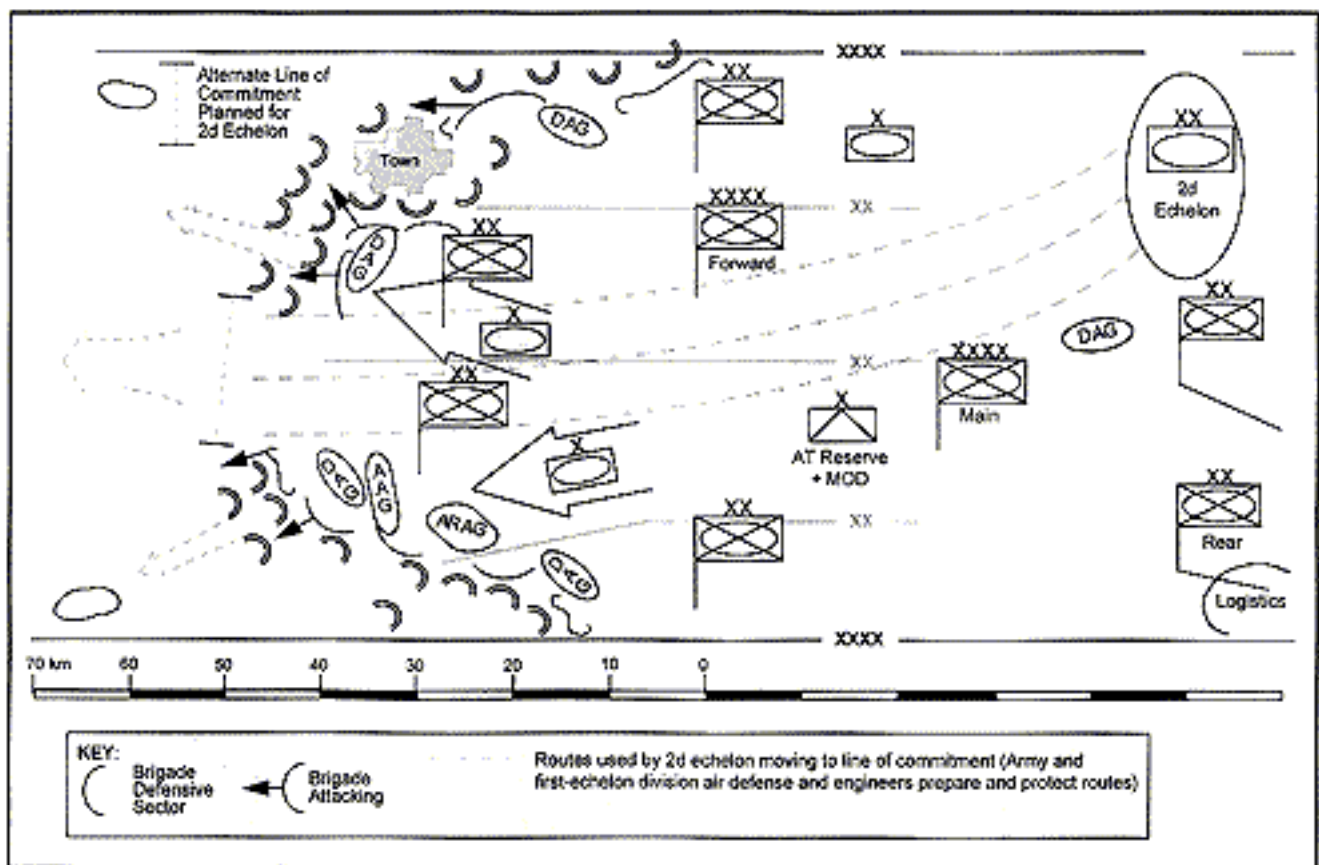 XXXX
Alternate Line of
Commitment
Planned for
2d Echelon
XX
DAG
X
XX
2d
Echelon
Town
XXXX
XX
Forward
XX
DAG
X
XX
DAG
XX
XX
XXXX
Main
XX
X
AT Reserve
+ MOD
X
DAG
AAG
ARAG
DAG
XX
XX
XX
Rear
Logistics
XXXX
70 km
60
50
40
30
20
10
0
KEY:
Brigade
Defensive
Sector
Brigade
Attacking
Routes used by 2d echelon moving to line of commitment (Army and
first-echelon division air defense and engineers prepare and protect routes)